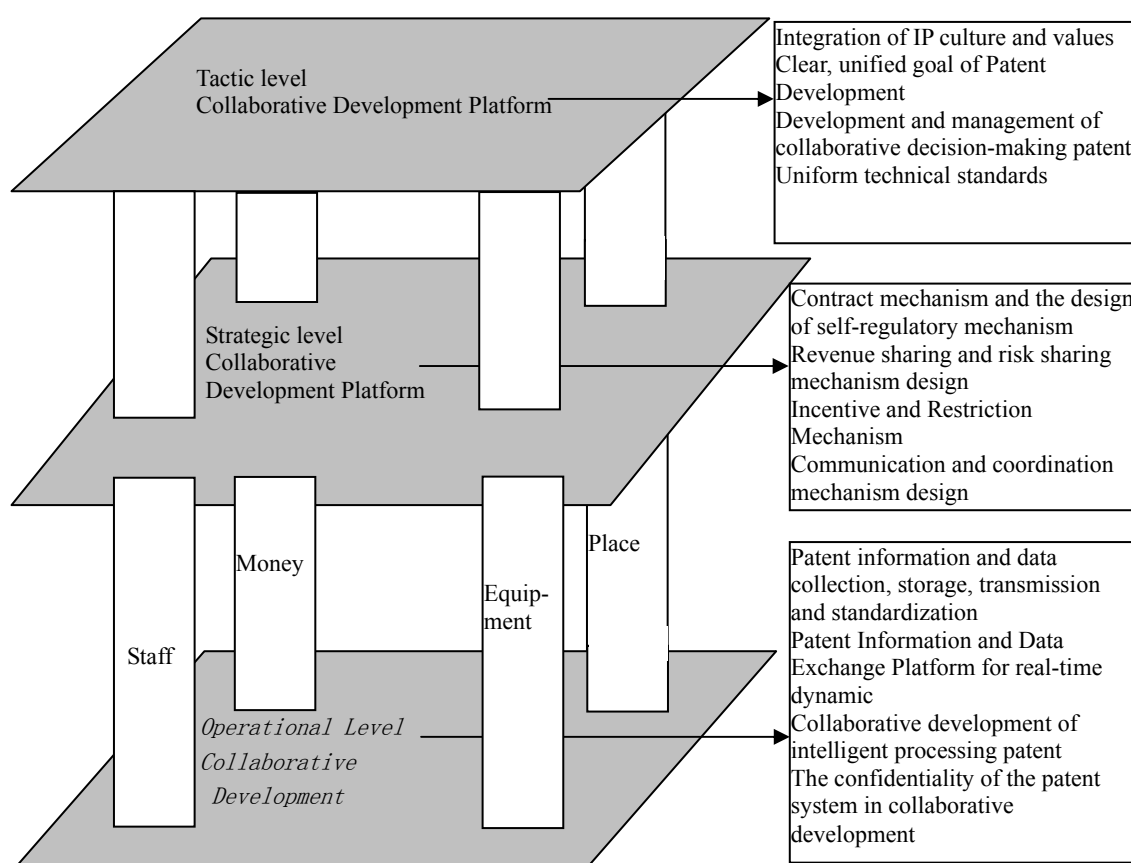 Tactic level
Collaborative Development Platform
Integration of IP culture and values
Clear, unified goal of Patent
Development
Development and management of
collaborative decision-making patent
Uniform technical standards
Strategic level
Collaborative
Development Platform
Contract mechanism and the design
of self-regulatory mechanism
Revenue sharing and risk sharing
mechanism design
Incentive and Restriction
Mechanism
Communication and coordination
mechanism design
Staff
Money
Equip-
ment
Place
Operational Level
Collaborative
Development
Patent information and data
collection, storage, transmission
and standardization
Patent Information and Data
Exchange Platform for real-time
dynamic
Collaborative development of
intelligent processing patent
The confidentiality of the patent
system in collaborative
development